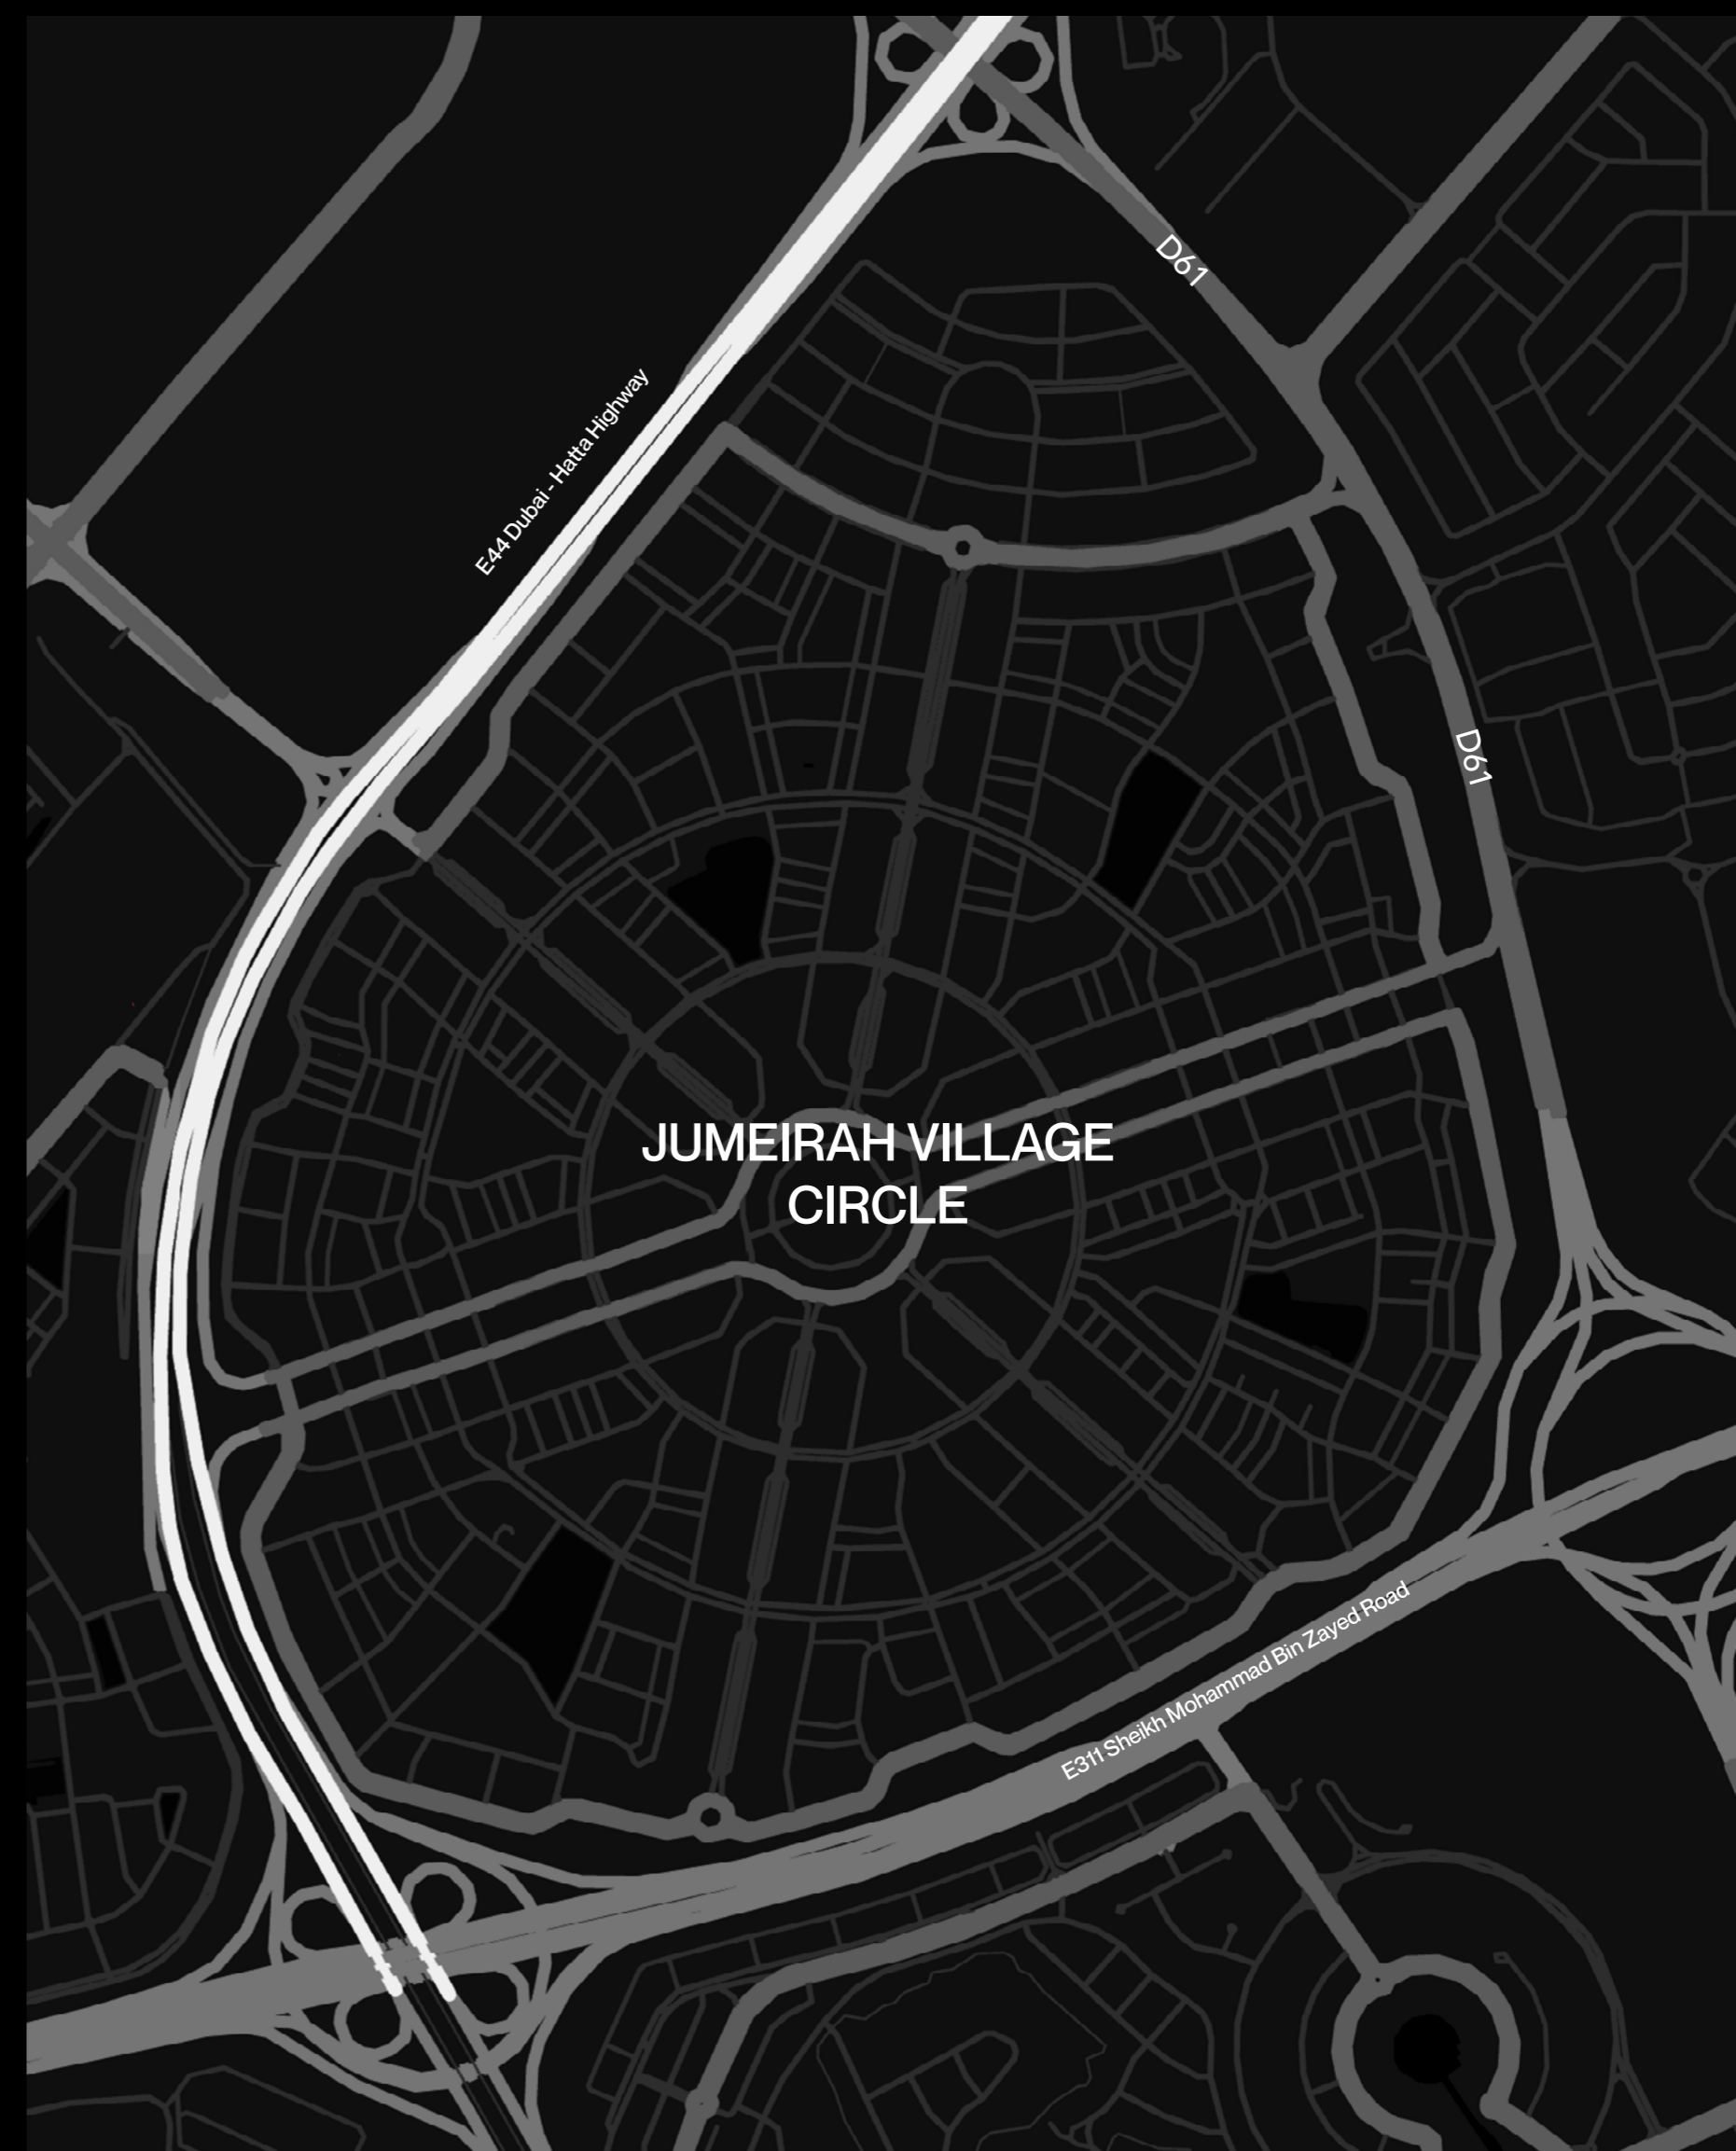 D61
E44 Dubai - Hatta Highway
D61
JUMEIRAH VILLAGE
CIRCLE
E311 Sheikh Mohammad Bin Zayed Road